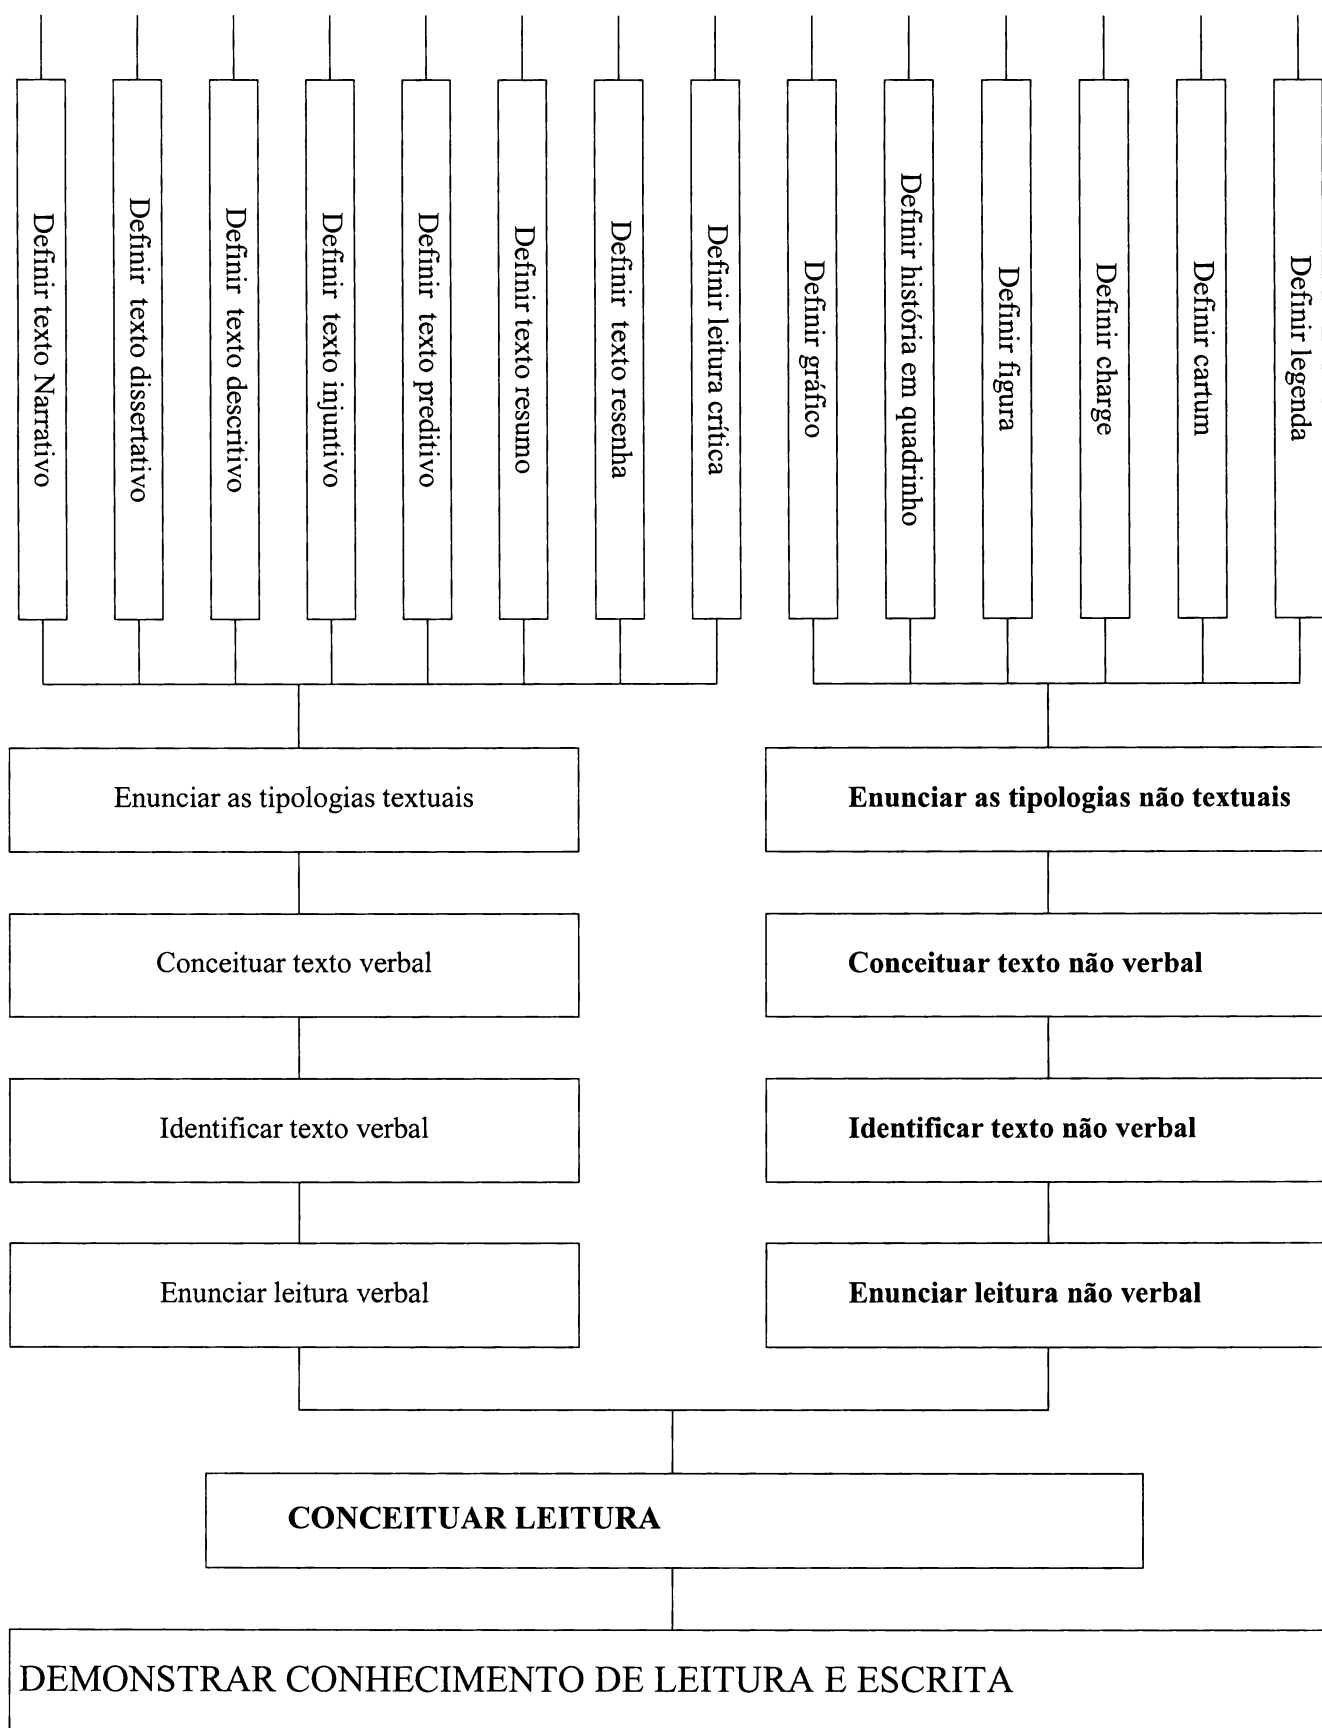 Definir texto Narrativo
Definir texto dissertativo
Definir texto descritivo
Definir texto injuntivo
Definir texto preditivo
Definir texto resumo
Definir texto resenha
Definir leitura crítica
Definir gráfico
Definir história em quadrinho
Definir figura
Definir charge
Definir cartum
Definir legenda
Enunciar as tipologias textuais
Enunciar as tipologias não textuais
Conceituar texto verbal
Conceituar texto não verbal
Identificar texto verbal
Identificar texto não verbal
Enunciar leitura verbal
Enunciar leitura não verbal
CONCEITUAR LEITURA
DEMONSTRAR CONHECIMENTO DE LEITURA E ESCRITA